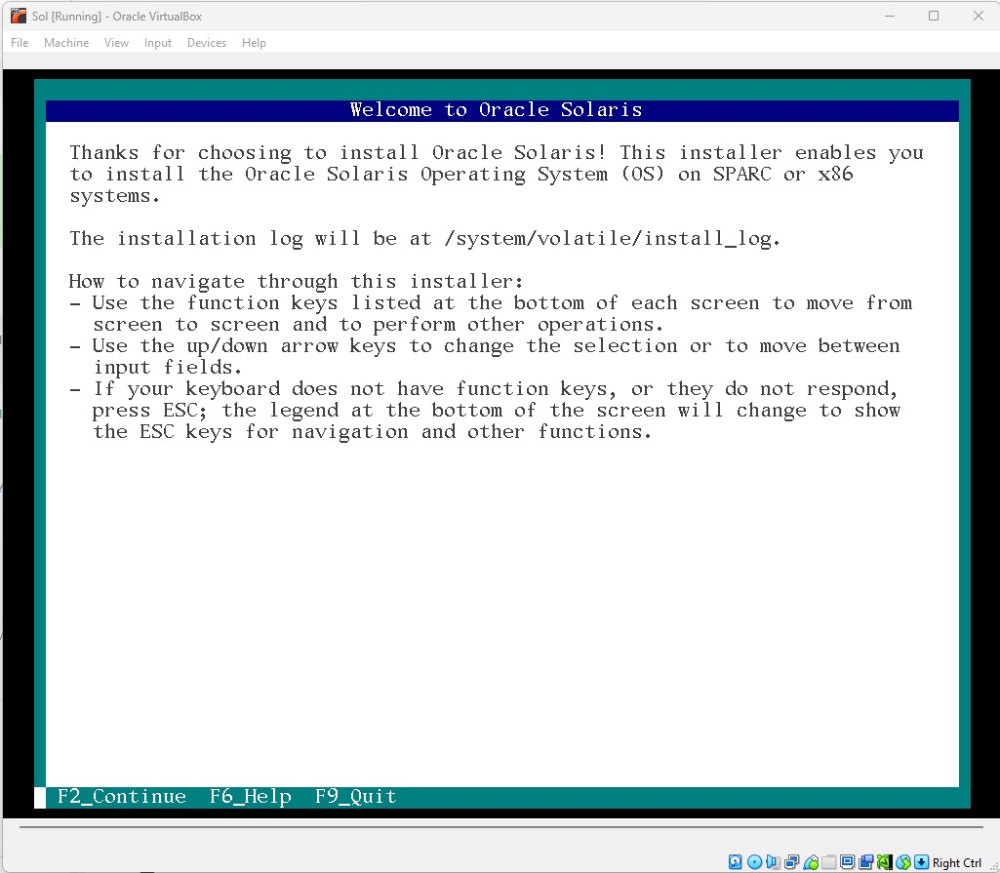 Sol [Running] - Oracle VirtualBox
File Machine View Input Devices Help
Welcome to Oracle Solaris
Thanks for choosing to install Oracle Solaris! This installer enables you
to install the Oracle Solaris Operating System (OS) on SPARC or x86
systems.
The installation log will be at /system/volatile/install_log.
How to navigate through this installer:
- Use the function keys listed at the bottom of each screen to move from
screen to screen and to perform other operations.
- Use the up/down arrow keys to change the selection or to move between
input fields.
- If your keyboard does not have function keys, or they do not respond,
press ESC; the legend at the bottom of the screen will change to show
the ESC keys for navigation and other functions.
F2_Continue F6_Help F9_Quit
Right Ctrl